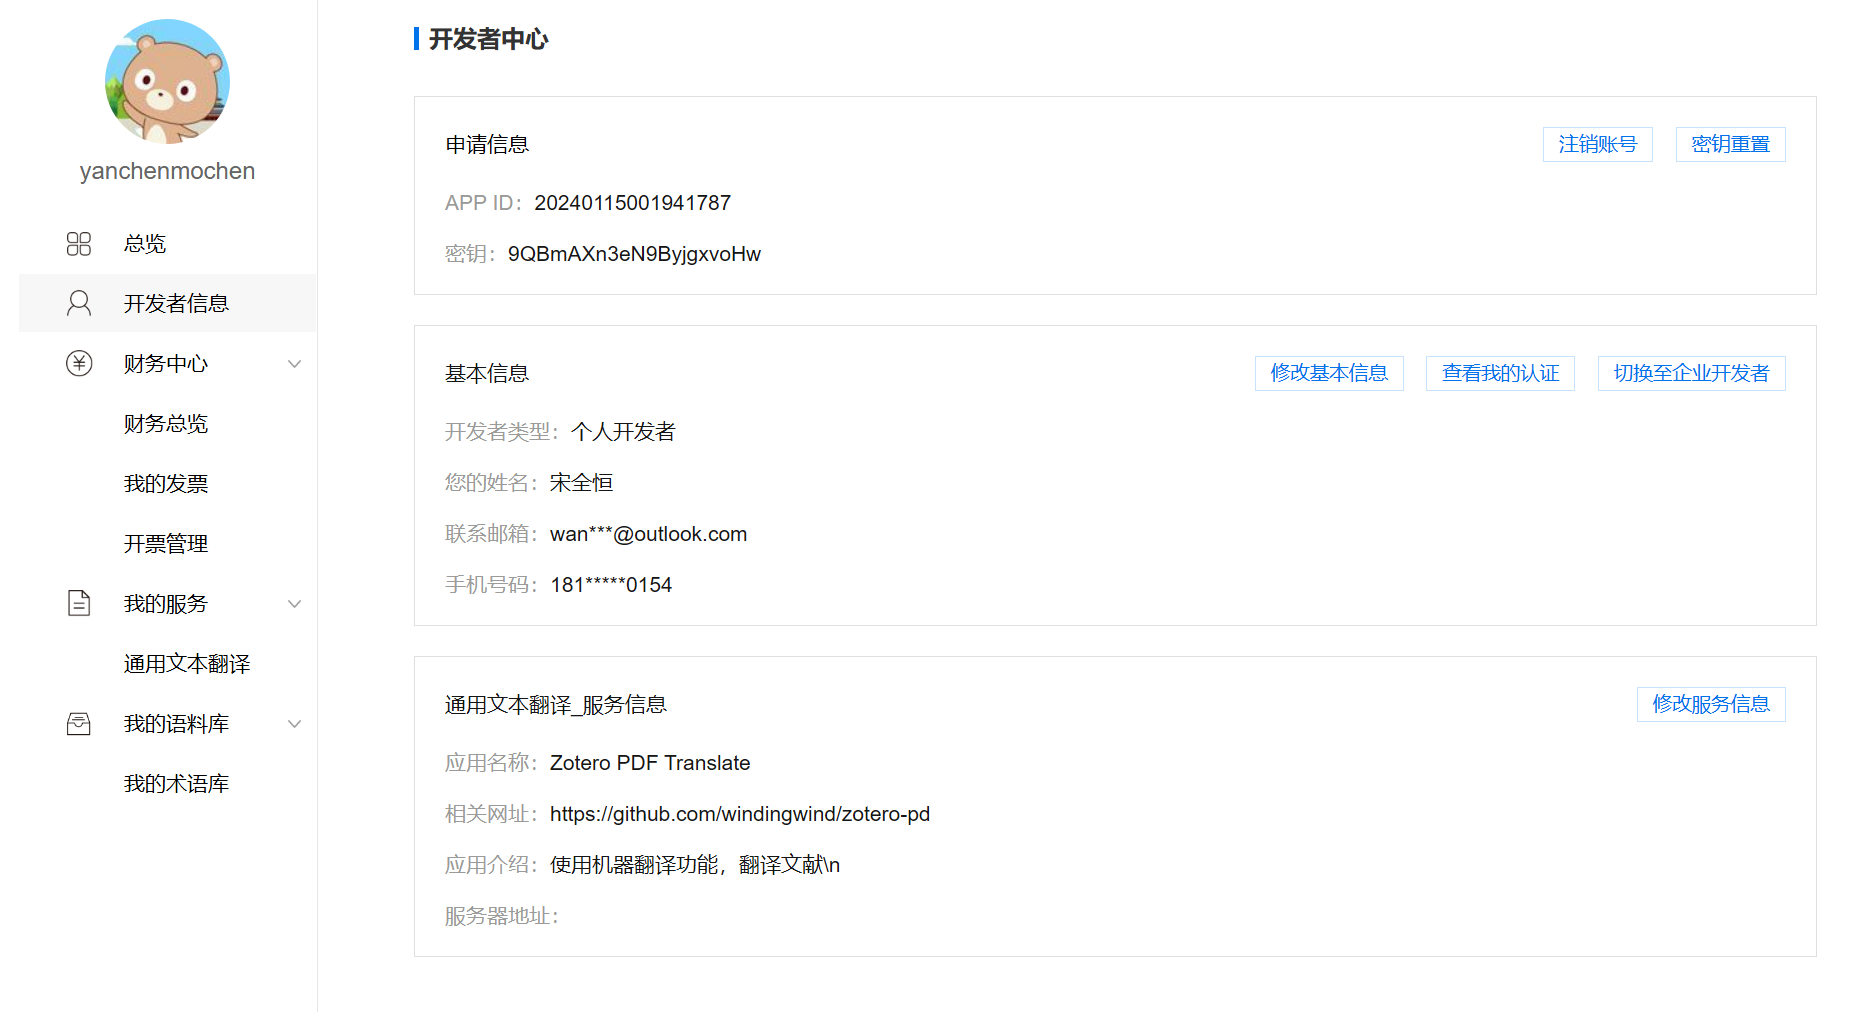 yanchenmochen
总览
开发者信息
财务中心
财务总览
我的发票
开票管理
我的服务
通用文本翻译
我的语料库
我的术语库
开发者中心
申请信息 注销账号 密钥重置
APP ID：20240115001941787
密钥：9QBmAXn3eN9ByjgxvoHw
基本信息 修改基本信息 查看我的认证 切换至企业开发者
开发者类型：个人开发者
您的姓名：宋全恒
联系邮箱：wan***@outlook.com
手机号码：181*****0154
通用文本翻译_服务信息 修改服务信息
应用名称：Zotero PDF Translate
相关网址：https://github.com/windingwind/zotero-pd
应用介绍：使用机器翻译功能，翻译文献\n
服务器地址：